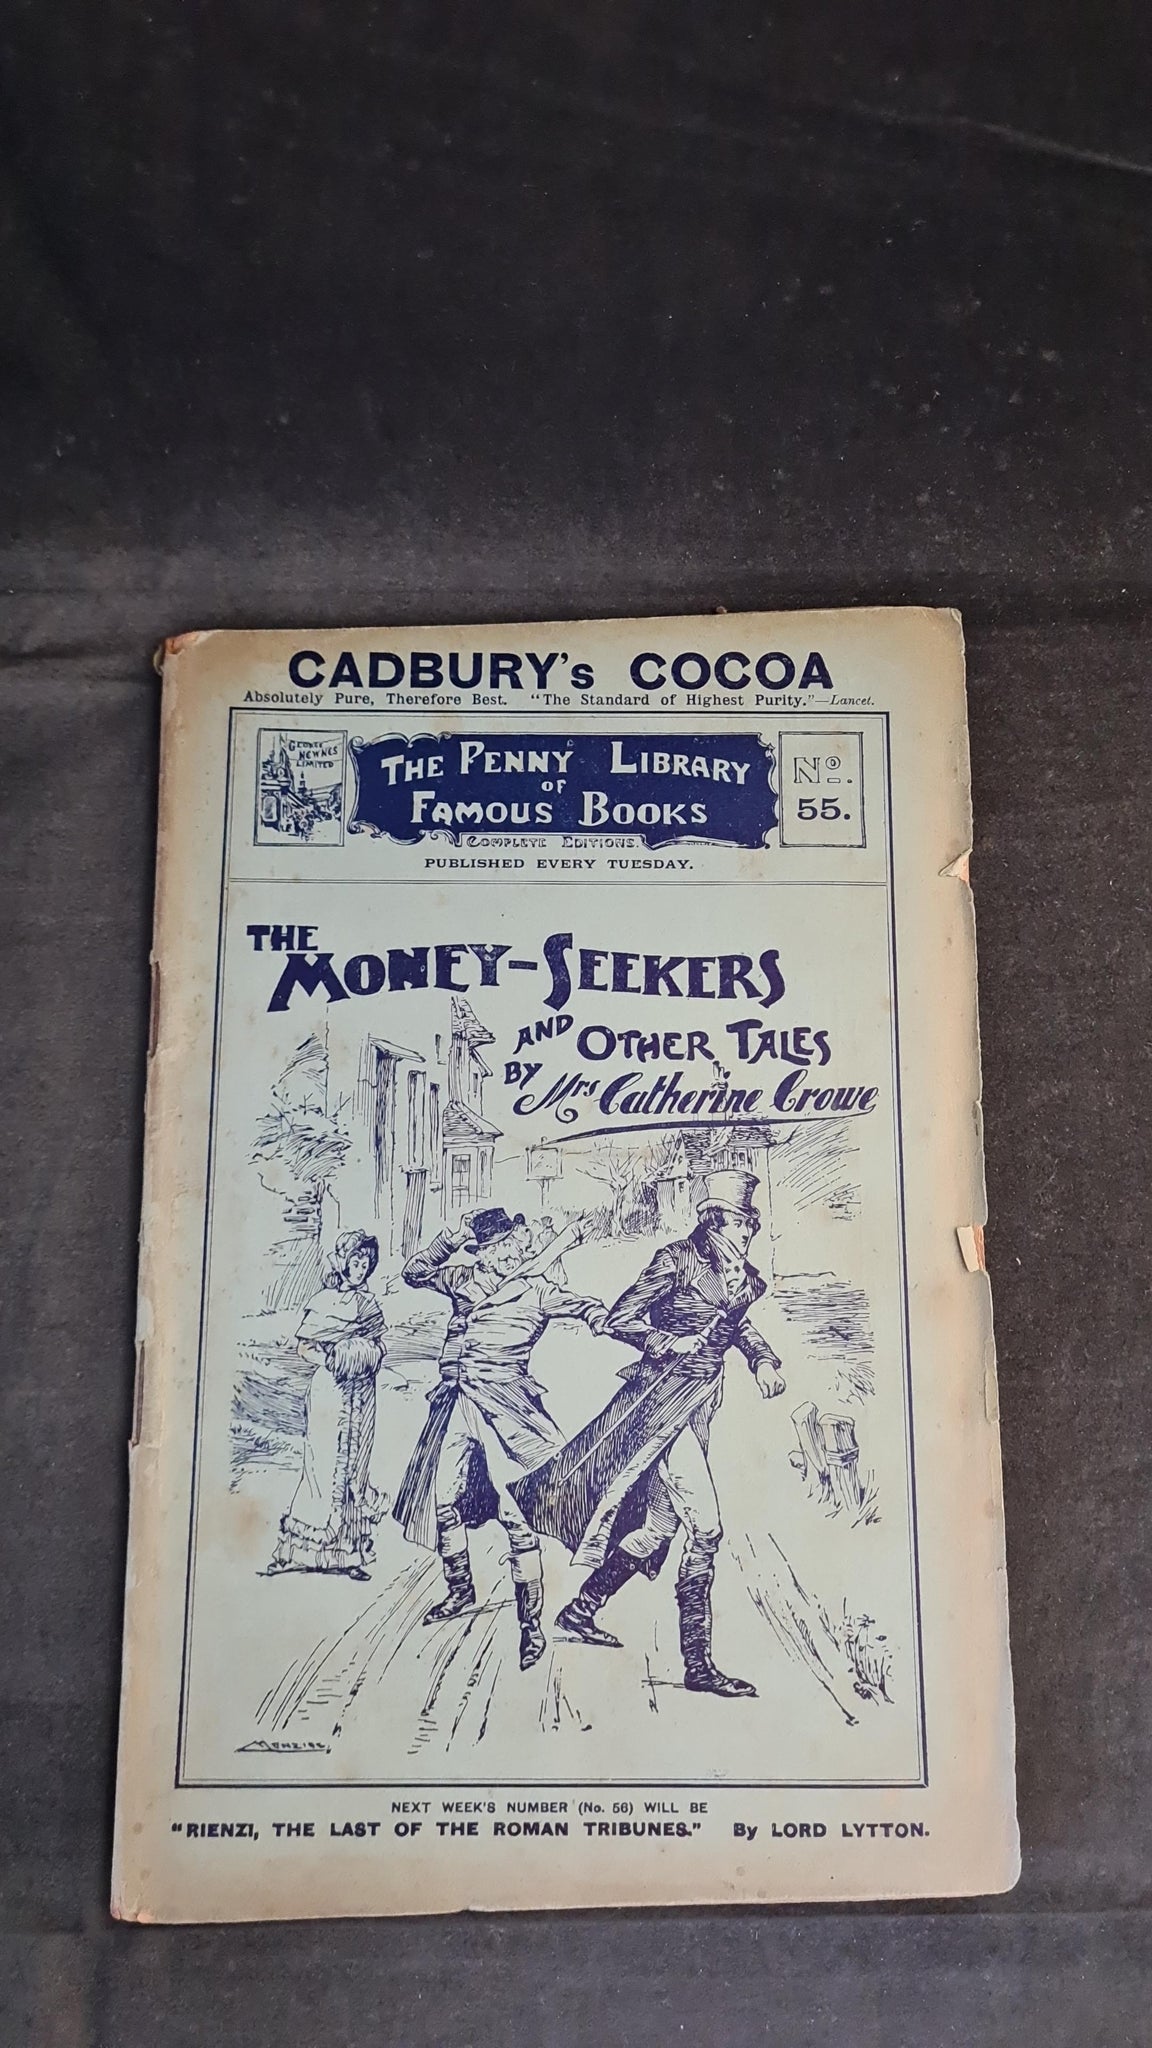 CADBURY's COCOA
Absolutely Pure, Therefore Best. "The Standard of Highest Purity."—Lancet.
GEORGE
NEWNES
LIMITED
THE PENNY LIBRARY
OF
FAMOUS BOOKS
COMPLETE EDITIONS.
PUBLISHED EVERY TUESDAY.
No.
55.
THE
MONEY-SEEKERS
AND OTHER TALES
BY Mrs Catherine Crowe
MENZIES
NEXT WEEK'S NUMBER (No. 56) WILL BE
"RIENZI, THE LAST OF THE ROMAN TRIBUNES." By LORD LYTTON.